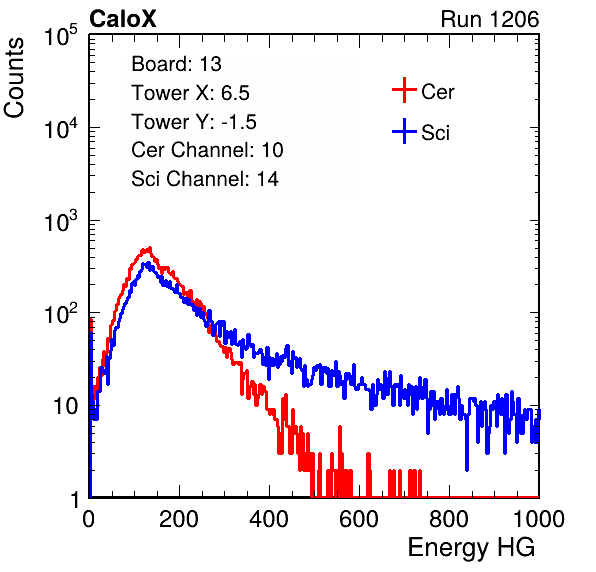 CaloX Run 1206
Counts
10^5
10^4
10^3
10^2
10
1
Board: 13
Tower X: 6.5
Tower Y: -1.5
Cer Channel: 10
Sci Channel: 14
Cer
Sci
0 200 400 600 800 1000
Energy HG